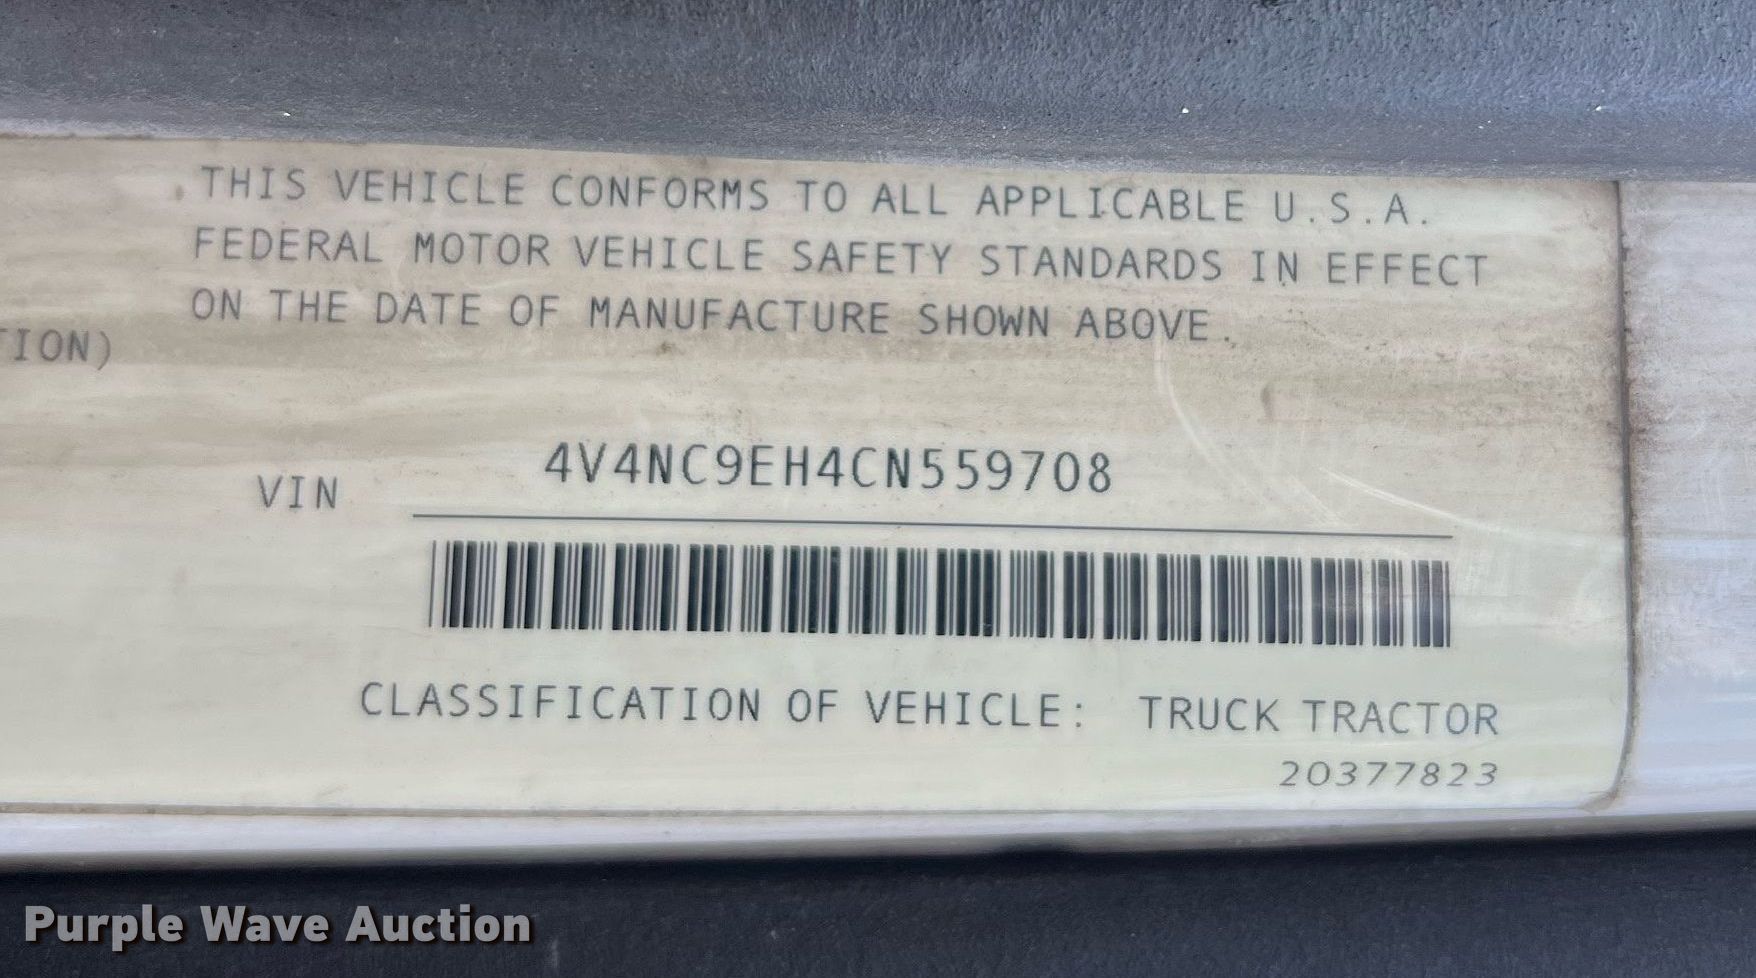 THIS VEHICLE CONFORMS TO ALL APPLICABLE U.S.A.
FEDERAL MOTOR VEHICLE SAFETY STANDARDS IN EFFECT
ON THE DATE OF MANUFACTURE SHOWN ABOVE.
TION)
VIN 4V4NC9EH4CN559708
CLASSIFICATION OF VEHICLE: TRUCK TRACTOR
20377823
Purple Wave Auction